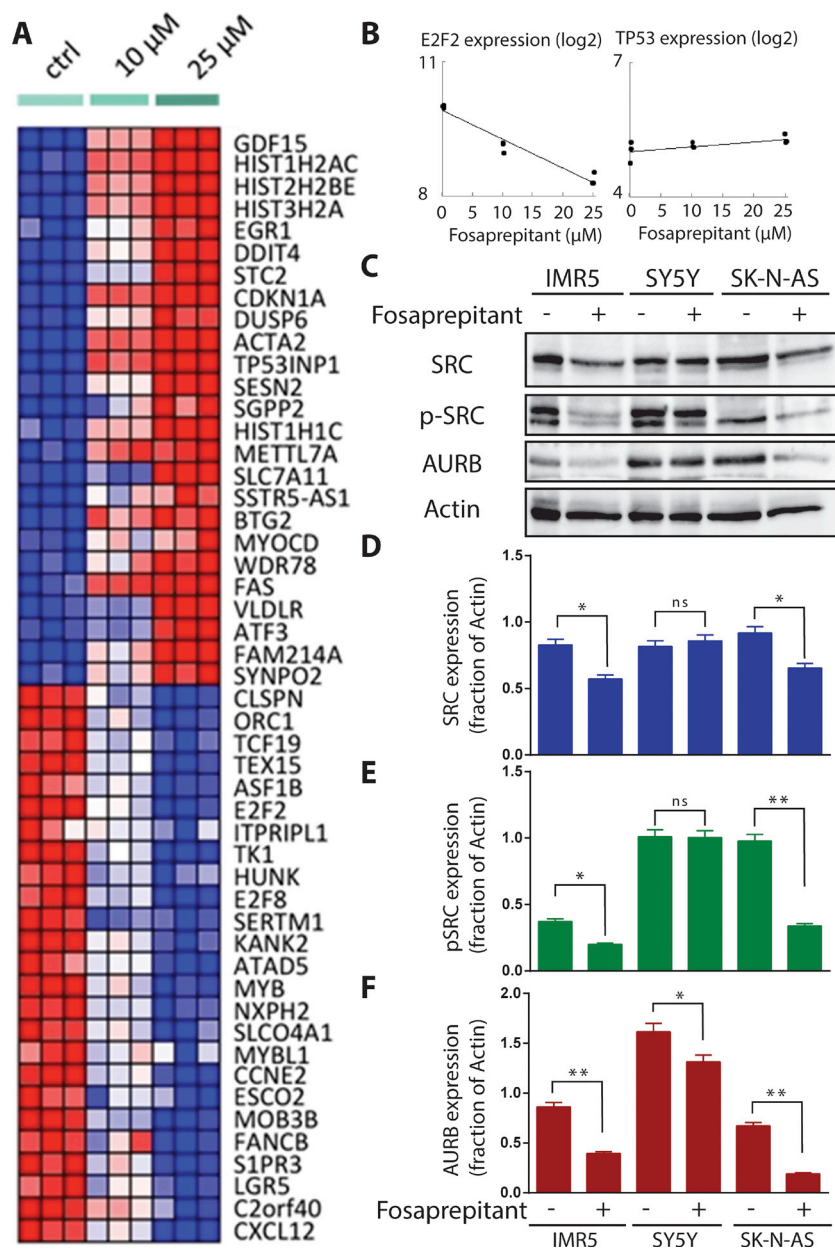 A
ctrl
10 μM
25 μM
GDF15
HIST1H2AC
HIST2H2BE
HIST3H2A
EGR1
DDIT4
STC2
CDKN1A
DUSP6
ACTA2
TP53INP1
SESN2
SGPP2
HIST1H1C
METTL7A
SLC7A11
SSTR5-AS1
BTG2
MYOCD
WDR78
FAS
VLDLR
ATF3
FAM214A
SYNPO2
CLSPN
ORC1
TCF19
TEX15
ASF1B
E2F2
ITPRIPL1
TK1
HUNK
E2F8
SERTM1
KANK2
ATAD5
MYB
NXPH2
SLCO4A1
MYBL1
CCNE2
ESCO2
MOB3B
FANCB
S1PR3
LGR5
C2orf40
CXCL12
B
E2F2 expression (log2)
11
8
0 5 10 15 20 25
Fosaprepitant (μM)
TP53 expression (log2)
7
4
0 5 10 15 20 25
Fosaprepitant (μM)
C
IMR5 SY5Y SK-N-AS
Fosaprepitant - + - + - +
SRC
p-SRC
AURB
Actin
D
SRC expression
(fraction of Actin)
1.5
1.0
0.5
0.0
* ns *
E
pSRC expression
(fraction of Actin)
1.5
1.0
0.5
0.0
* ns **
F
AURB expression
(fraction of Actin)
2.0
1.5
1.0
0.5
0.0
** * **
Fosaprepitant - + - + - +
IMR5 SY5Y SK-N-AS